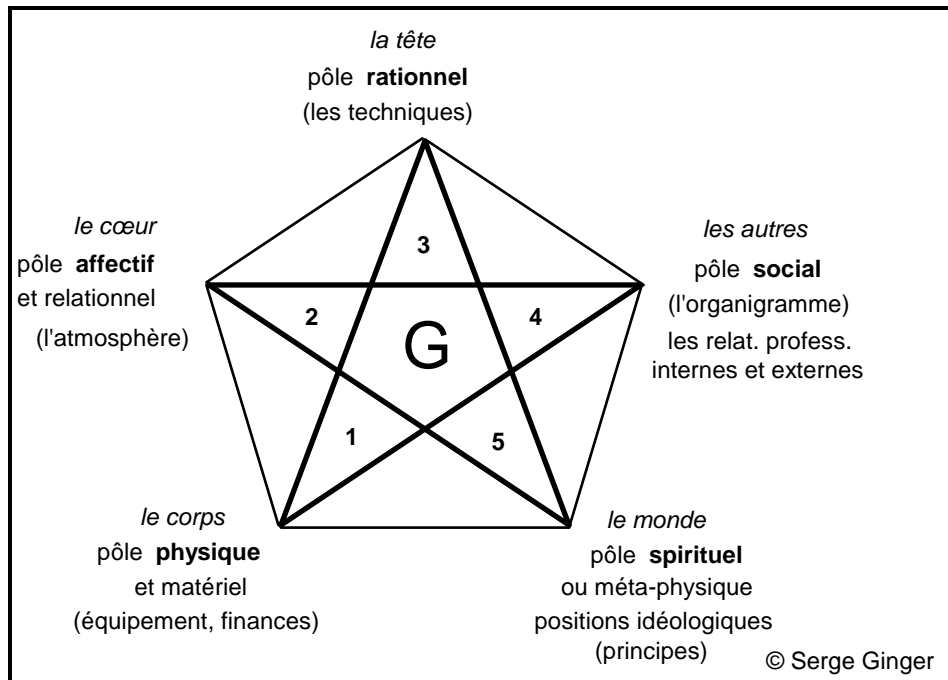 la tête
pôle rationnel
(les techniques)
le cœur
pôle affectif
et relationnel
(l'atmosphère)
les autres
pôle social
(l'organigramme)
les relat. profess.
internes et externes
3
2
4
G
1
5
le corps
pôle physique
et matériel
(équipement, finances)
le monde
pôle spirituel
ou méta-physique
positions idéologiques
(principes)
© Serge Ginger